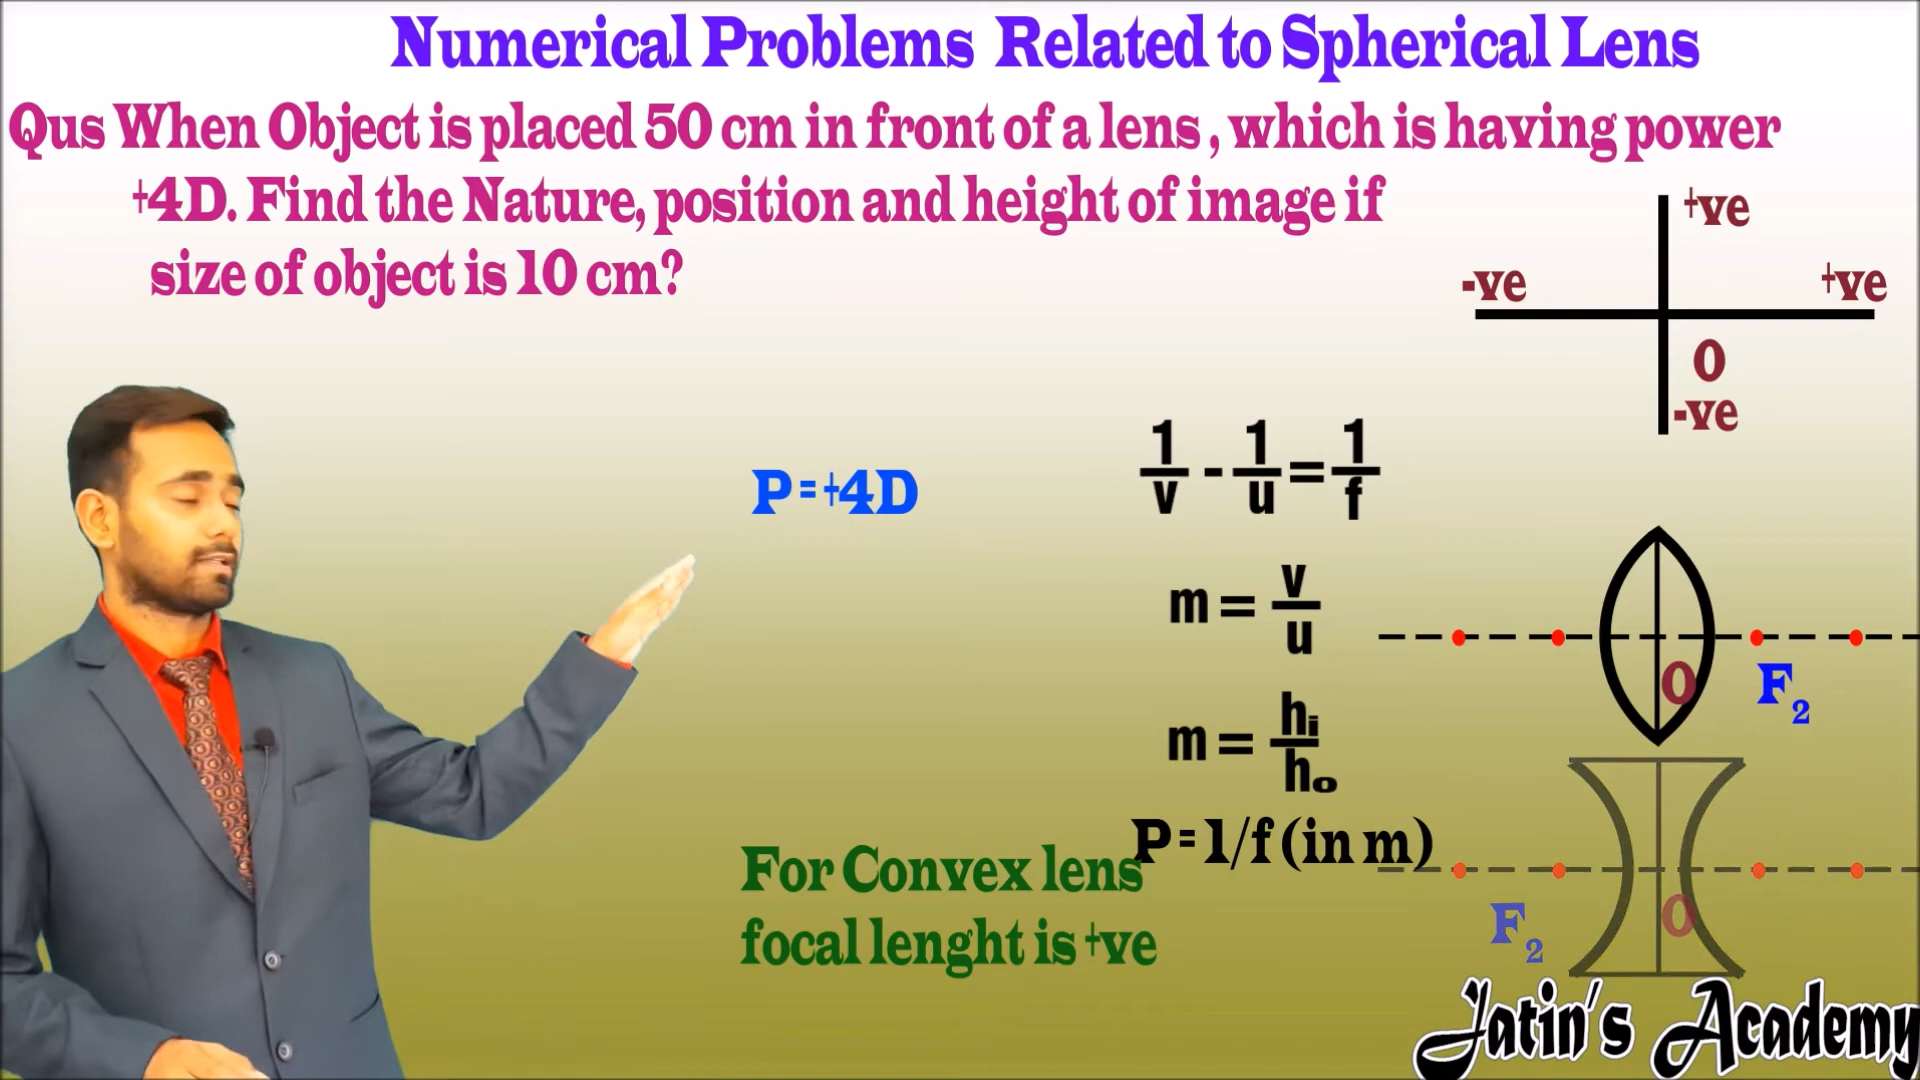 Numerical Problems Related to Spherical Lens
Qus When Object is placed 50 cm in front of a lens , which is having power
+4D. Find the Nature, position and height of image if
size of object is 10 cm?
+ve
-ve
+ve
0
-ve
P = +4D
1/v - 1/u = 1/f
m = v/u
0
F2
m = hi/ho
P = 1/f (in m)
For Convex lens
focal lenght is +ve
0
F2
Jatin's Academy